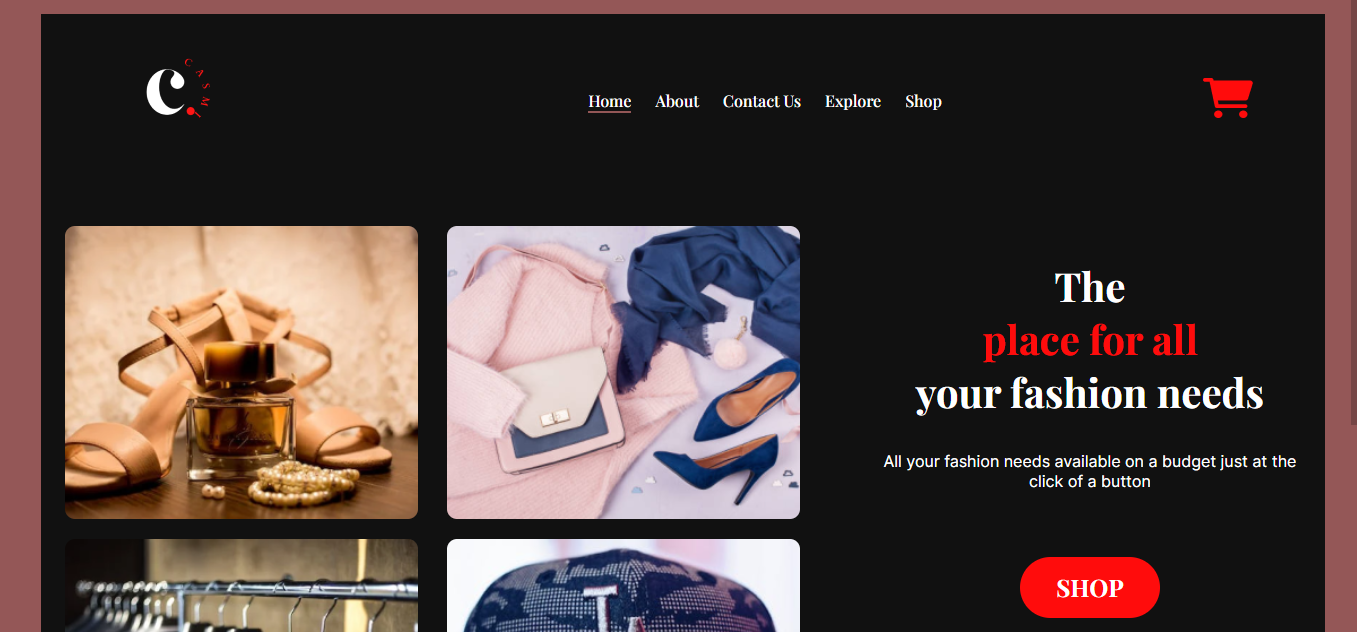 C
CASMI
Home About Contact Us Explore Shop
The
place for all
your fashion needs
All your fashion needs available on a budget just at the
click of a button
SHOP